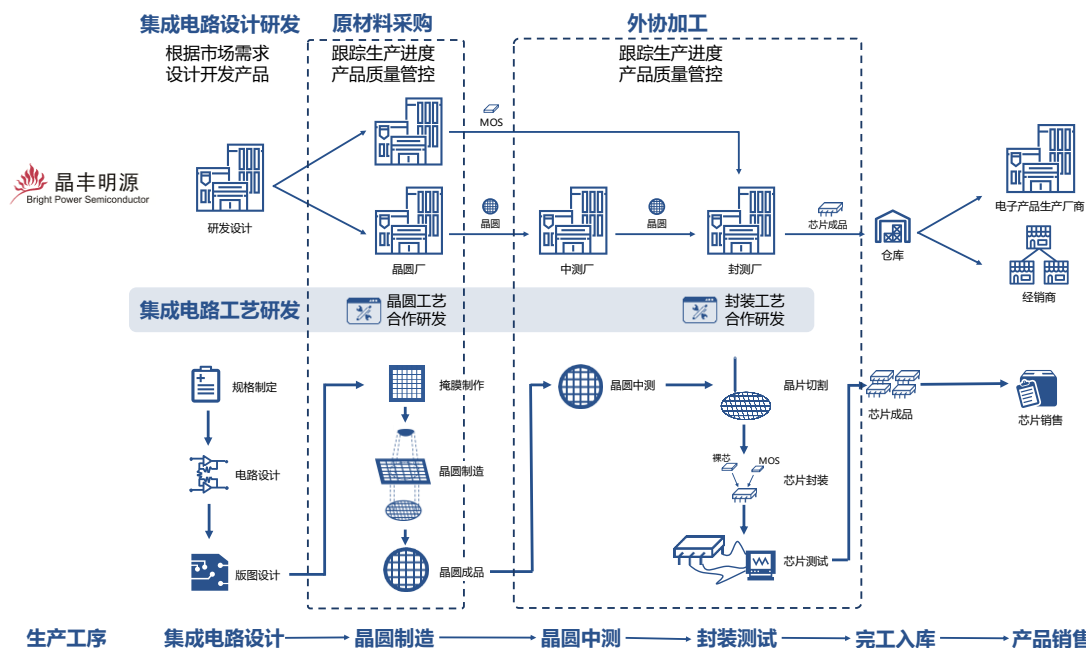 集成电路设计研发
原材料采购
外协加工
根据市场需求
设计开发产品
跟踪生产进度
产品质量管控
跟踪生产进度
产品质量管控
MOS
晶丰明源
Bright Power Semiconductor
研发设计
晶圆厂
晶圆
中测厂
晶圆
封测厂
芯片成品
仓库
电子产品生产厂商
经销商
集成电路工艺研发
晶圆工艺
合作研发
封装工艺
合作研发
规格制定
掩膜制作
晶圆中测
晶片切割
芯片成品
芯片销售
电路设计
晶圆制造
裸芯
MOS
芯片封装
版图设计
晶圆成品
芯片测试
生产工序
集成电路设计
晶圆制造
晶圆中测
封装测试
完工入库
产品销售